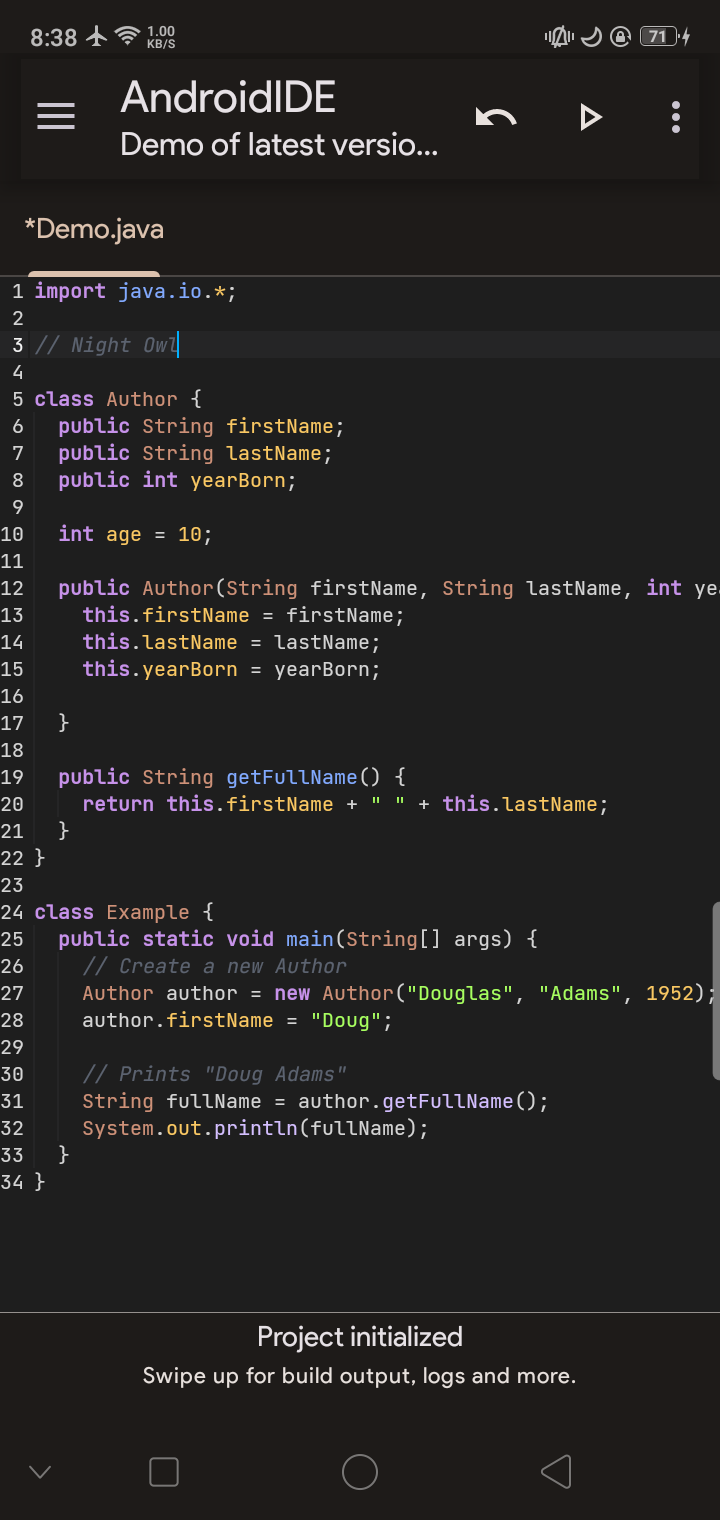 8:38 1.00 KB/S 71
AndroidIDE
Demo of latest versio...
*Demo.java
1 import java.io.*;
2
3 // Night Owl
4
5 class Author {
6   public String firstName;
7   public String lastName;
8   public int yearBorn;
9
10   int age = 10;
11
12   public Author(String firstName, String lastName, int yea
13     this.firstName = firstName;
14     this.lastName = lastName;
15     this.yearBorn = yearBorn;
16
17   }
18
19   public String getFullName() {
20     return this.firstName + " " + this.lastName;
21   }
22 }
23
24 class Example {
25   public static void main(String[] args) {
26     // Create a new Author
27     Author author = new Author("Douglas", "Adams", 1952);
28     author.firstName = "Doug";
29
30     // Prints "Doug Adams"
31     String fullName = author.getFullName();
32     System.out.println(fullName);
33   }
34 }
Project initialized
Swipe up for build output, logs and more.